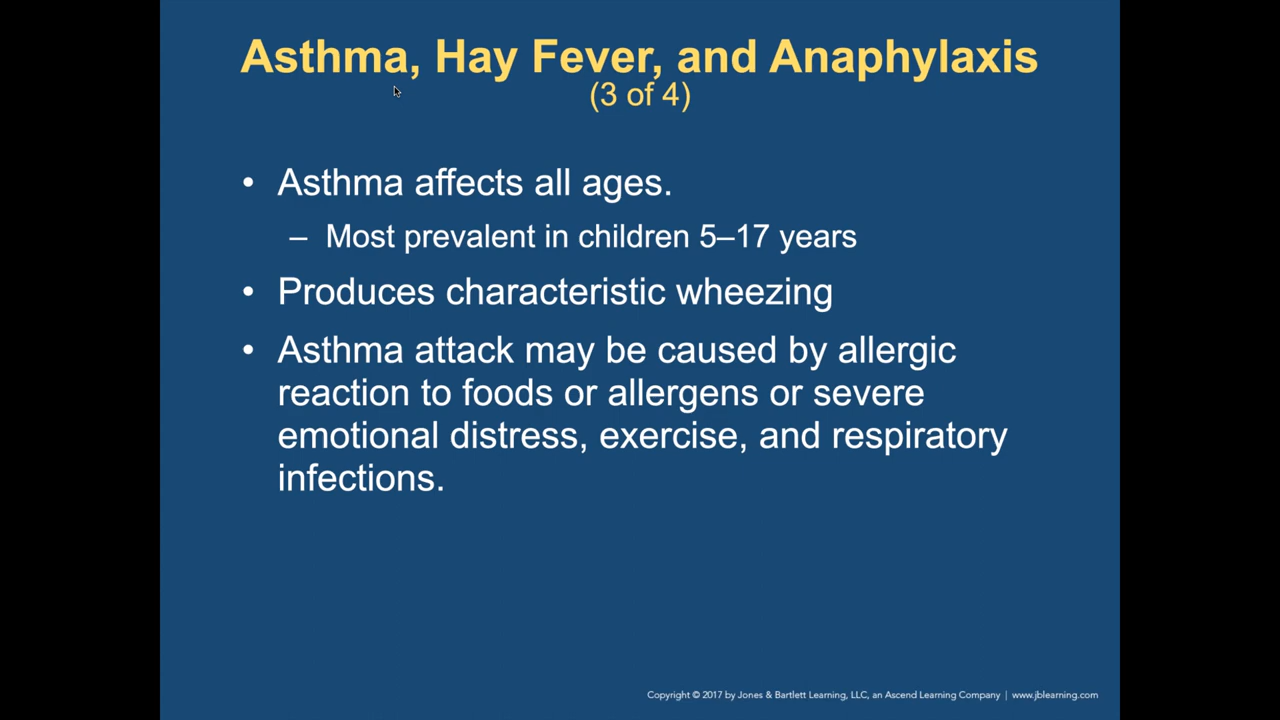 Asthma, Hay Fever, and Anaphylaxis
(3 of 4)
• Asthma affects all ages.
– Most prevalent in children 5–17 years
• Produces characteristic wheezing
• Asthma attack may be caused by allergic
reaction to foods or allergens or severe
emotional distress, exercise, and respiratory
infections.
Copyright © 2017 by Jones & Bartlett Learning, LLC, an Ascend Learning Company | www.jblearning.com